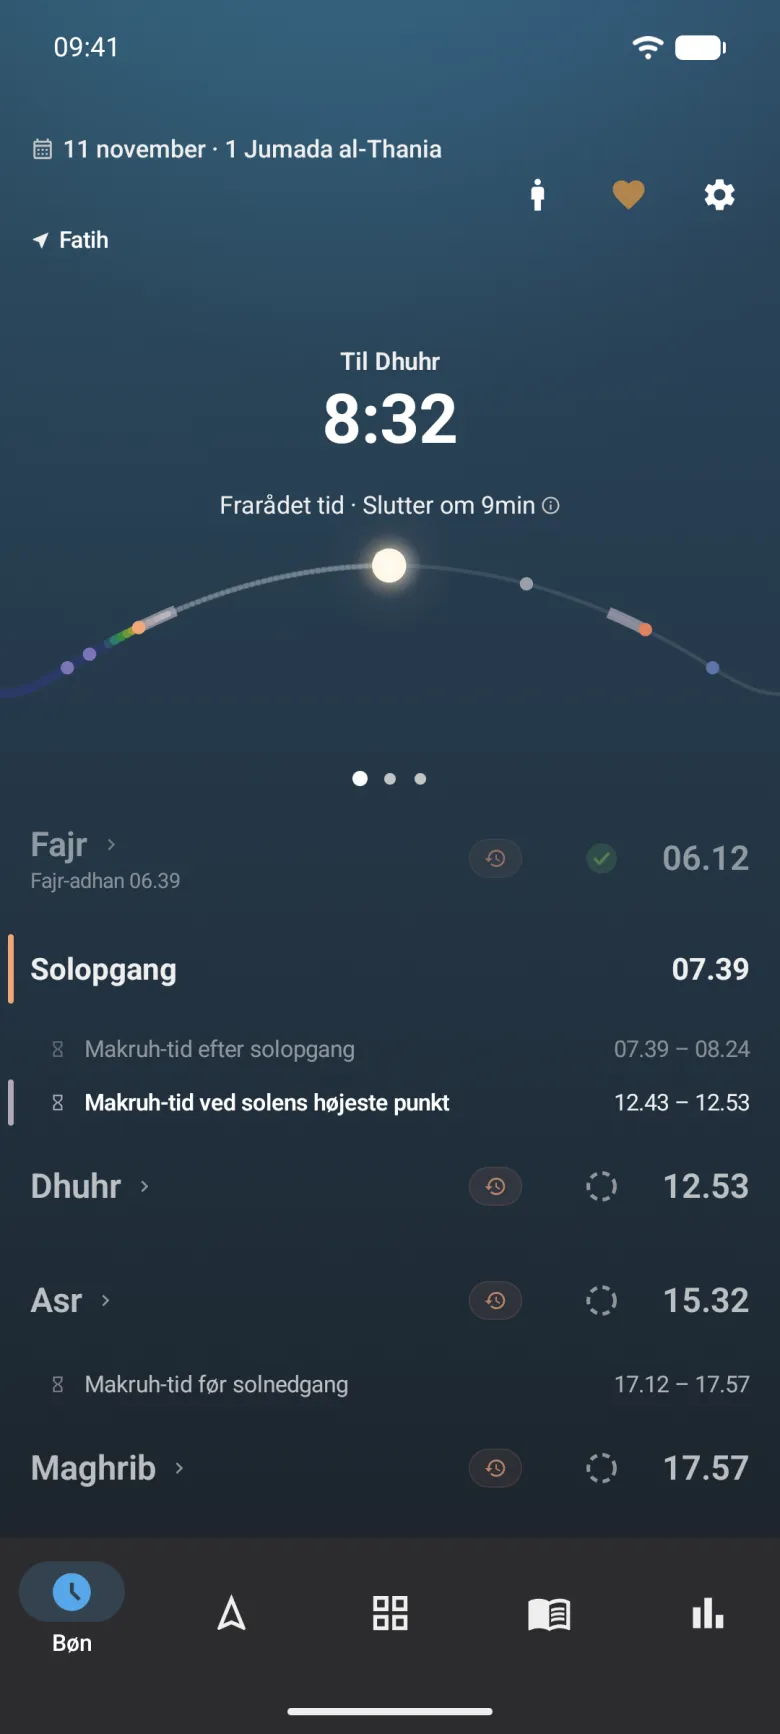 09:41
11 november · 1 Jumada al-Thania
Fatih
Til Dhuhr
8:32
Frarådet tid · Slutter om 9min
Fajr
06.12
Fajr-adhan 06.39
Solopgang
07.39
Makruh-tid efter solopgang
07.39 – 08.24
Makruh-tid ved solens højeste punkt
12.43 – 12.53
Dhuhr
12.53
Asr
15.32
Makruh-tid før solnedgang
17.12 – 17.57
Maghrib
17.57
Bøn